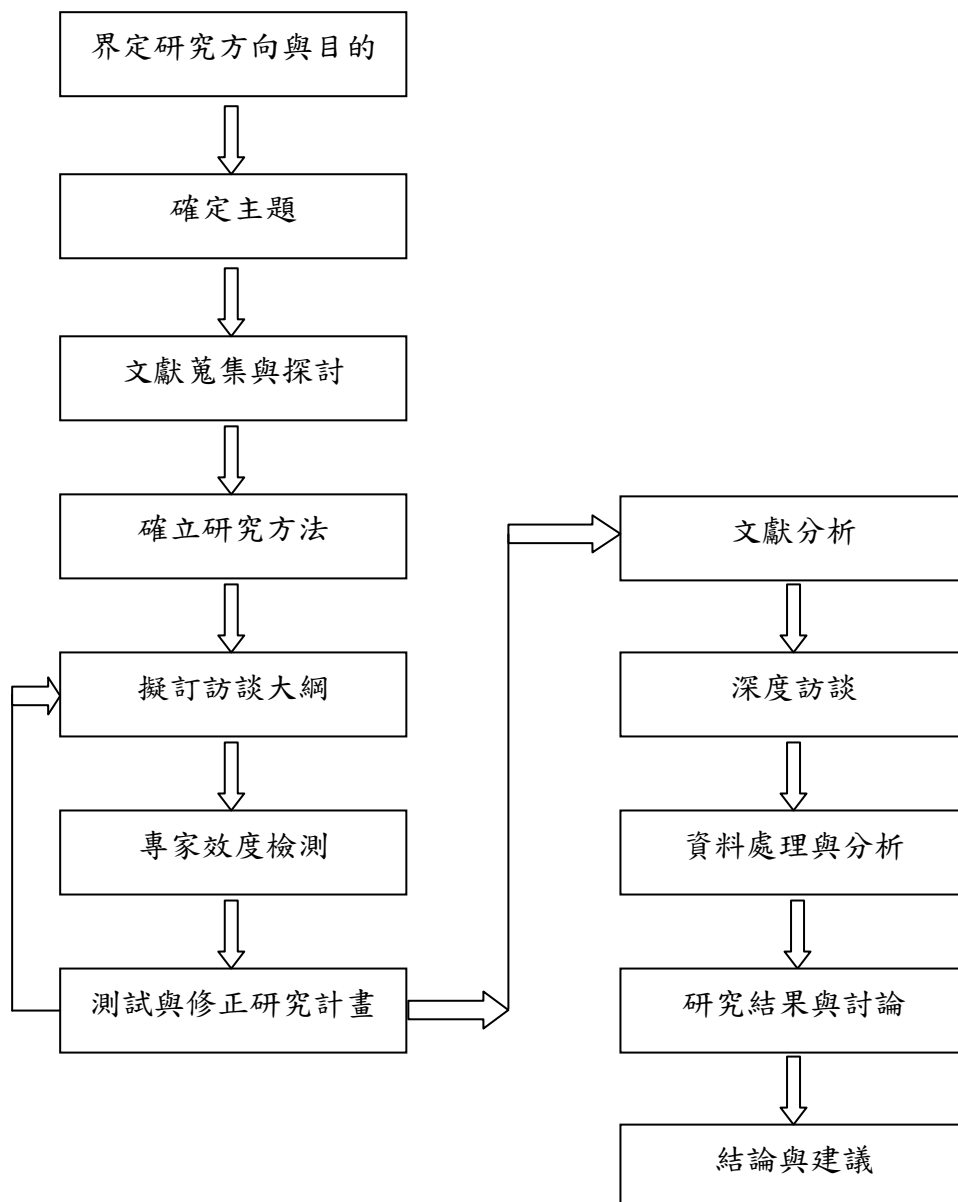 界定研究方向與目的
確定主題
文獻蒐集與探討
確立研究方法
擬訂訪談大綱
專家效度檢測
測試與修正研究計畫
文獻分析
深度訪談
資料處理與分析
研究結果與討論
結論與建議